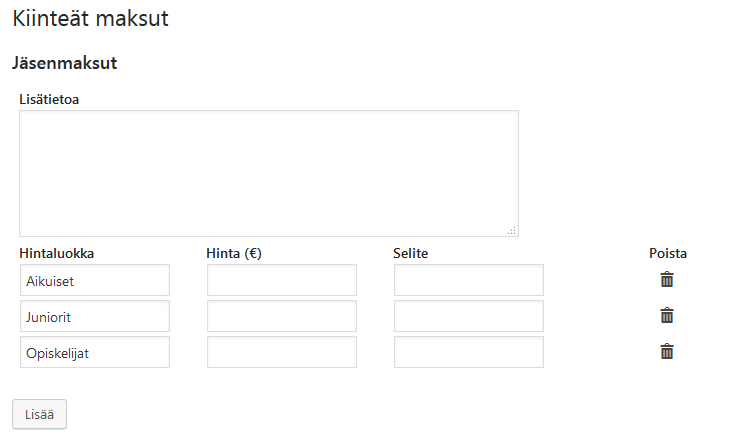 Kiinteät maksut
Jäsenmaksut
Lisätietoa
Hintaluokka Hinta (€) Selite Poista
Aikuiset
Juniorit
Opiskelijat
Lisää